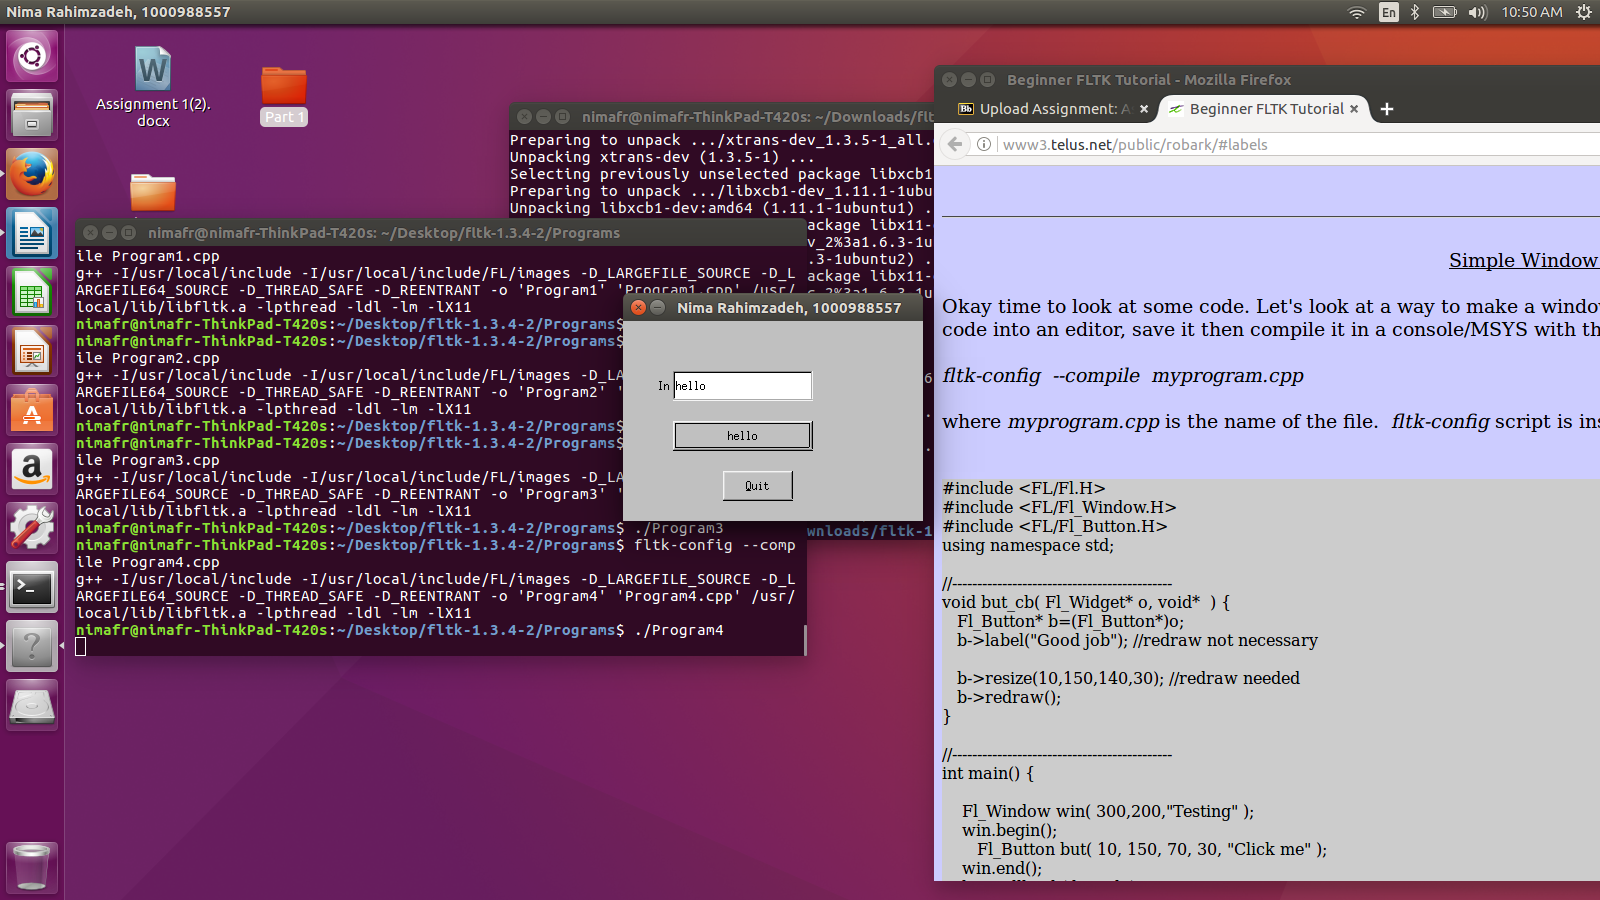 Nima Rahimzadeh, 1000988557
En
10:50 AM
Assignment 1(2).
docx
Part 1
nimafr@nimafr-ThinkPad-T420s: ~/Downloads/flt
Preparing to unpack .../xtrans-dev_1.3.5-1_all.
Unpacking xtrans-dev (1.3.5-1) ...
Selecting previously unselected package libxcb1
Preparing to unpack .../libxcb1-dev_1.11.1-1ubu
Unpacking libxcb1-dev:amd64 (1.11.1-1ubuntu1) .
ackage libx11-
v_2%3a1.6.3-1u
.3-1ubuntu2) .
ackage libx11-
wnloads/fltk-1
nimafr@nimafr-ThinkPad-T420s: ~/Desktop/fltk-1.3.4-2/Programs
ile Program1.cpp
g++ -I/usr/local/include -I/usr/local/include/FL/images -D_LARGEFILE_SOURCE -D_L
ARGEFILE64_SOURCE -D_THREAD_SAFE -D_REENTRANT -o 'Program1' 'Program1.cpp' /usr/
local/lib/libfltk.a -lpthread -ldl -lm -lX11
nimafr@nimafr-ThinkPad-T420s:~/Desktop/fltk-1.3.4-2/Programs$
nimafr@nimafr-ThinkPad-T420s:~/Desktop/fltk-1.3.4-2/Programs$
ile Program2.cpp
g++ -I/usr/local/include -I/usr/local/include/FL/images -D_LA
ARGEFILE64_SOURCE -D_THREAD_SAFE -D_REENTRANT -o 'Program2' '
local/lib/libfltk.a -lpthread -ldl -lm -lX11
nimafr@nimafr-ThinkPad-T420s:~/Desktop/fltk-1.3.4-2/Programs$
nimafr@nimafr-ThinkPad-T420s:~/Desktop/fltk-1.3.4-2/Programs$
ile Program3.cpp
g++ -I/usr/local/include -I/usr/local/include/FL/images -D_LA
ARGEFILE64_SOURCE -D_THREAD_SAFE -D_REENTRANT -o 'Program3' '
local/lib/libfltk.a -lpthread -ldl -lm -lX11
nimafr@nimafr-ThinkPad-T420s:~/Desktop/fltk-1.3.4-2/Programs$ ./Program3
nimafr@nimafr-ThinkPad-T420s:~/Desktop/fltk-1.3.4-2/Programs$ fltk-config --comp
ile Program4.cpp
g++ -I/usr/local/include -I/usr/local/include/FL/images -D_LARGEFILE_SOURCE -D_L
ARGEFILE64_SOURCE -D_THREAD_SAFE -D_REENTRANT -o 'Program4' 'Program4.cpp' /usr/
local/lib/libfltk.a -lpthread -ldl -lm -lX11
nimafr@nimafr-ThinkPad-T420s:~/Desktop/fltk-1.3.4-2/Programs$ ./Program4
Nima Rahimzadeh, 1000988557
In hello
hello
Quit
Beginner FLTK Tutorial - Mozilla Firefox
Bb Upload Assignment: A
Beginner FLTK Tutorial
www3.telus.net/public/robark/#labels
Simple Window
Okay time to look at some code. Let's look at a way to make a windo
code into an editor, save it then compile it in a console/MSYS with th
fltk-config --compile myprogram.cpp
where myprogram.cpp is the name of the file. fltk-config script is ins
#include <FL/Fl.H>
#include <FL/Fl_Window.H>
#include <FL/Fl_Button.H>
using namespace std;
//--------------------------------------------
void but_cb( Fl_Widget* o, void* ) {
Fl_Button* b=(Fl_Button*)o;
b->label("Good job"); //redraw not necessary
b->resize(10,150,140,30); //redraw needed
b->redraw();
}
//--------------------------------------------
int main() {
Fl_Window win( 300,200,"Testing" );
win.begin();
Fl_Button but( 10, 150, 70, 30, "Click me" );
win.end();